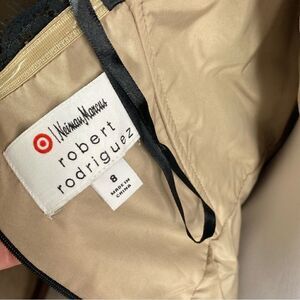 Neiman Marcus
robert
rodriguez
8
MADE IN
CHINA